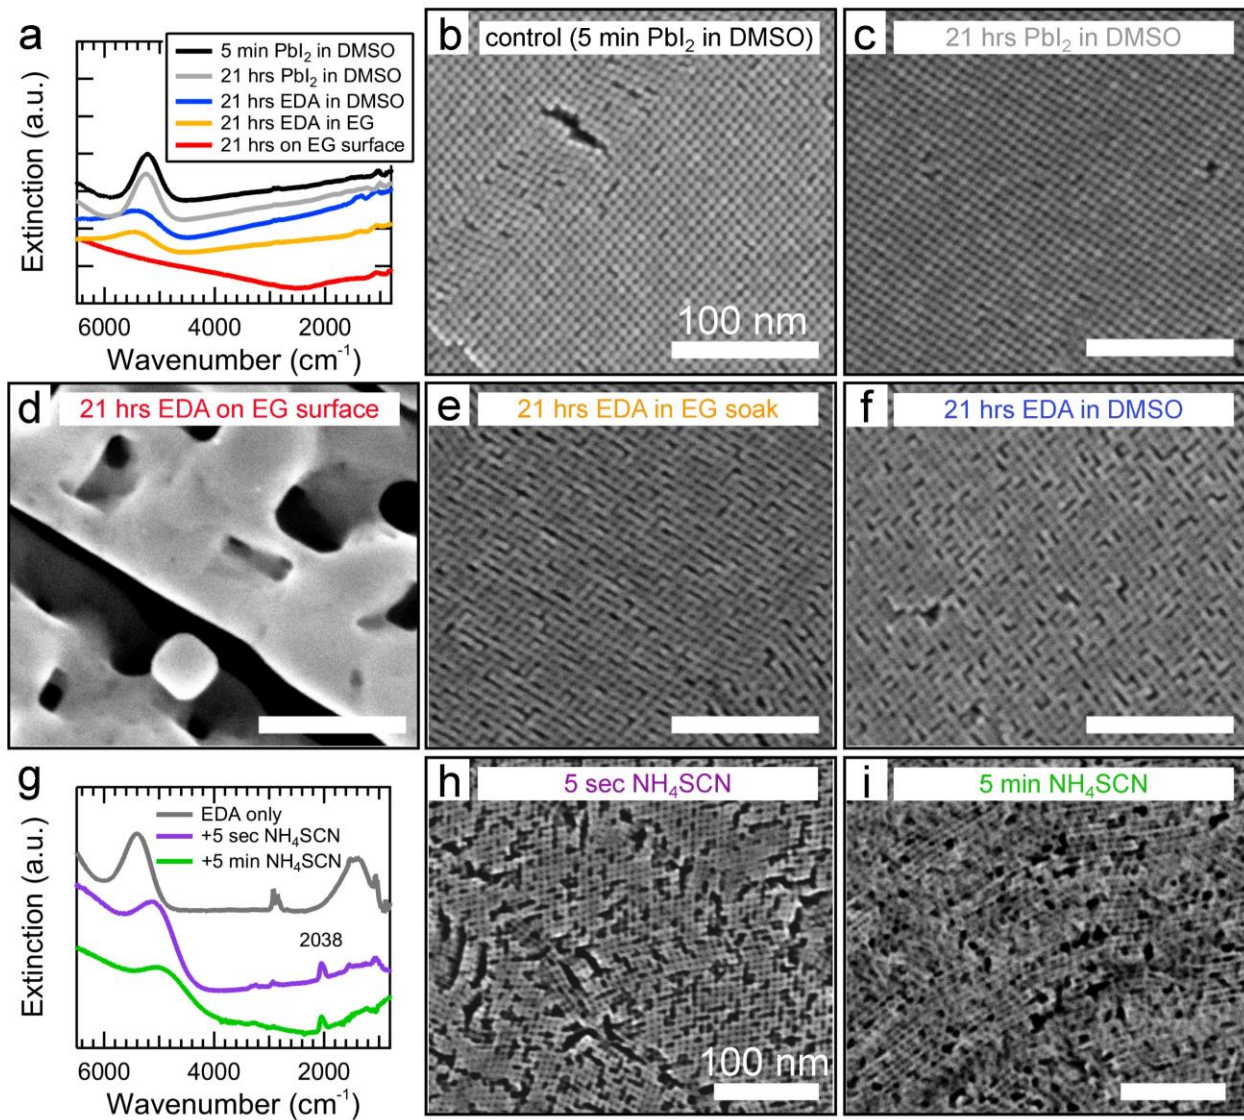 a
Extinction (a.u.)
5 min PbI₂ in DMSO
21 hrs PbI₂ in DMSO
21 hrs EDA in DMSO
21 hrs EDA in EG
21 hrs on EG surface
6000 4000 2000
Wavenumber (cm⁻¹)
b control (5 min PbI₂ in DMSO)
100 nm
c 21 hrs PbI₂ in DMSO
d 21 hrs EDA on EG surface
e 21 hrs EDA in EG soak
f 21 hrs EDA in DMSO
g
Extinction (a.u.)
EDA only
+5 sec NH₄SCN
+5 min NH₄SCN
2038
6000 4000 2000
Wavenumber (cm⁻¹)
h 5 sec NH₄SCN
100 nm
i 5 min NH₄SCN